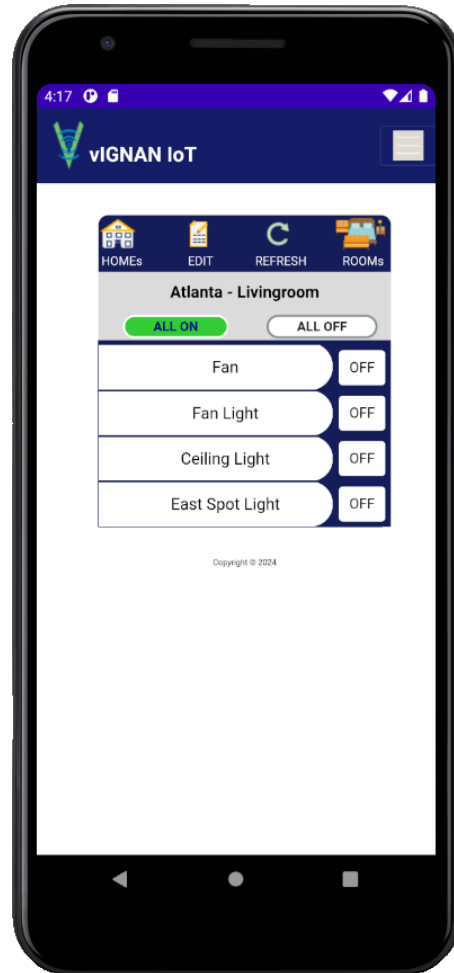 4:17
vIGNAN IoT
HOMEs EDIT REFRESH ROOMs
Atlanta - Livingroom
ALL ON ALL OFF
Fan OFF
Fan Light OFF
Ceiling Light OFF
East Spot Light OFF
Copyright © 2024